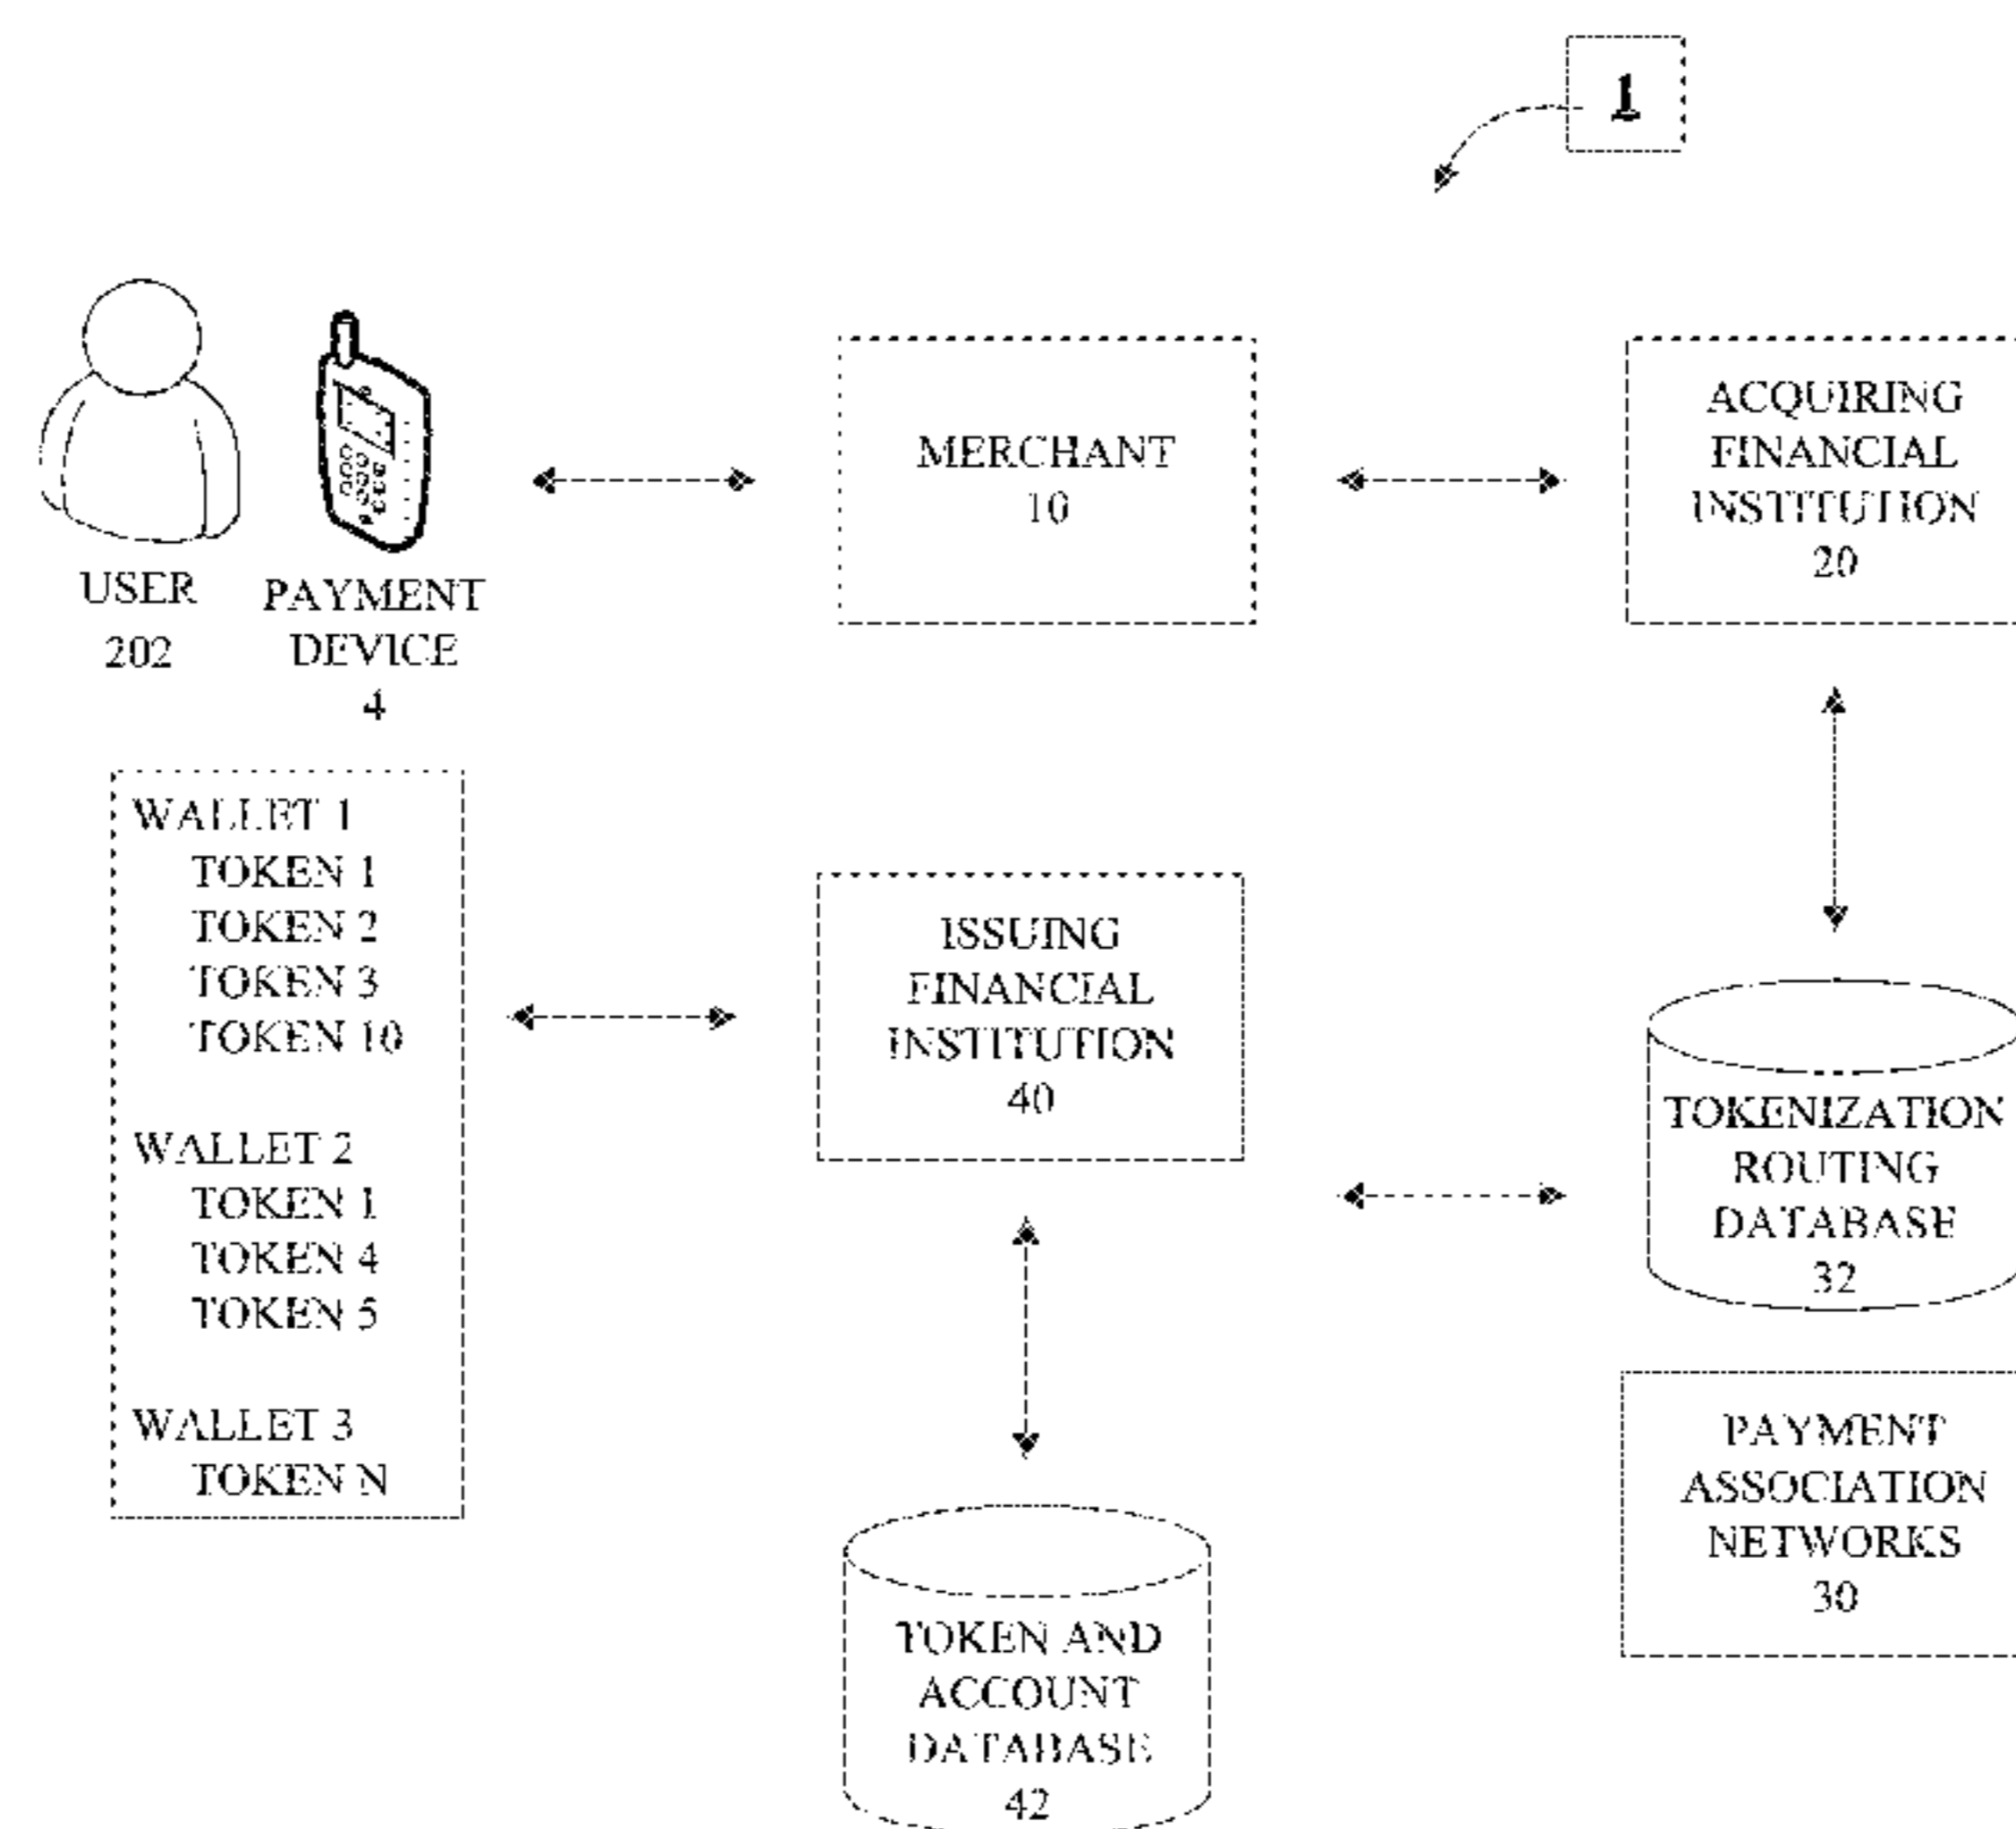 1
USER
202
PAYMENT
DEVICE
4
MERCHANT
10
ACQUIRING
FINANCIAL
INSTITUTION
20
WALLET 1
TOKEN 1
TOKEN 2
TOKEN 3
TOKEN 10
WALLET 2
TOKEN 1
TOKEN 4
TOKEN 5
WALLET 3
TOKEN N
ISSUING
FINANCIAL
INSTITUTION
40
TOKENIZATION
ROUTING
DATABASE
32
PAYMENT
ASSOCIATION
NETWORKS
30
TOKEN AND
ACCOUNT
DATABASE
42